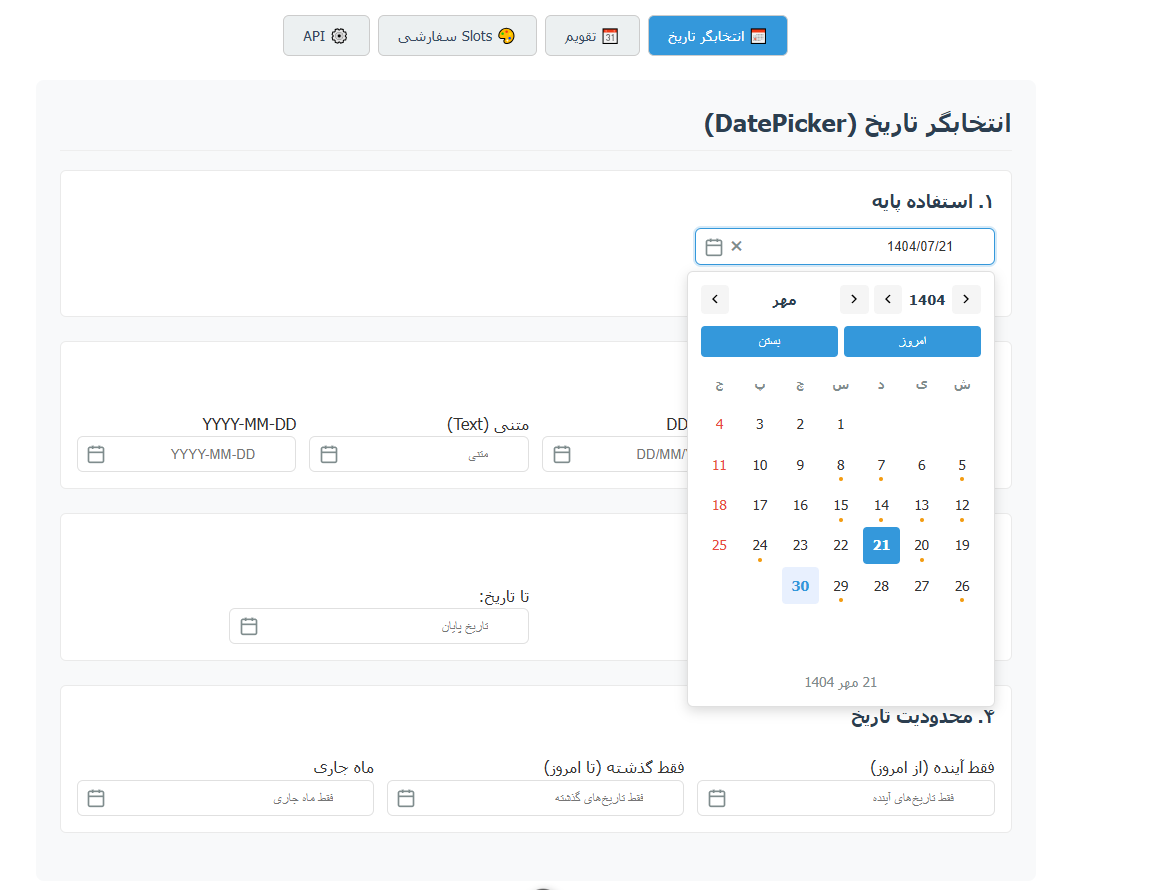 انتخابگر تاریخ
تقویم
Slots سفارشی
API
انتخابگر تاریخ (DatePicker)
۱. استفاده پایه
1404/07/21
1404 مهر
امروز بستن
ش ی د س چ پ ج
1 2 3 4
5 6 7 8 9 10 11
12 13 14 15 16 17 18
19 20 21 22 23 24 25
26 27 28 29 30
21 مهر 1404
DD
متنی (Text)
YYYY-MM-DD
DD/MM/
متنی
YYYY-MM-DD
تا تاریخ:
تاریخ پایان
۴. محدودیت تاریخ
فقط آینده (از امروز)
فقط گذشته (تا امروز)
ماه جاری
فقط تاریخ‌های آینده
فقط تاریخ‌های گذشته
فقط ماه جاری